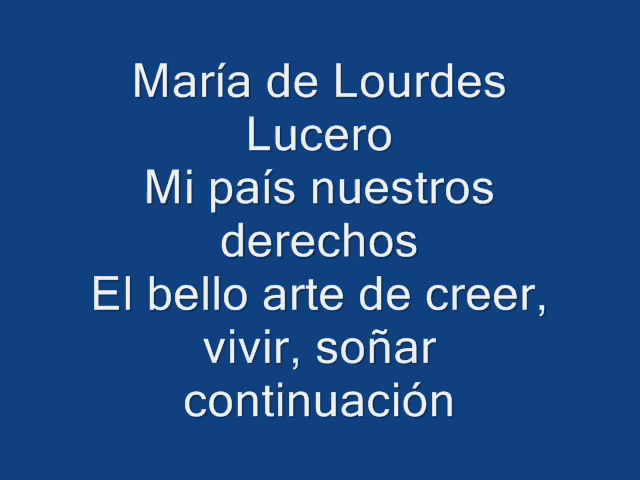 María de Lourdes
Lucero
Mi país nuestros
derechos
El bello arte de creer,
vivir, soñar
continuación